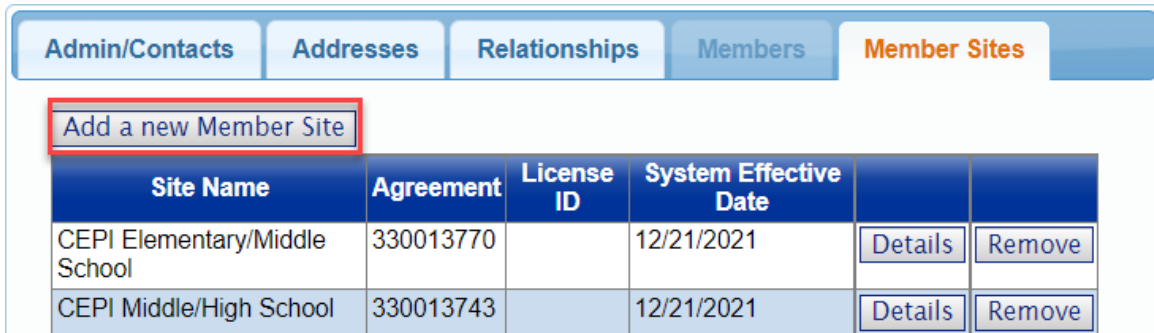 Admin/Contacts Addresses Relationships Members Member Sites
Add a new Member Site
Site Name Agreement License ID System Effective Date
CEPI Elementary/Middle School 330013770 12/21/2021 Details Remove
CEPI Middle/High School 330013743 12/21/2021 Details Remove